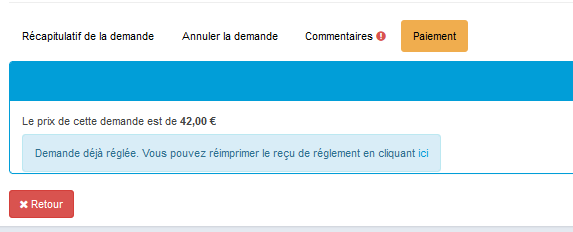 Récapitulatif de la demande Annuler la demande Commentaires Paiement
Le prix de cette demande est de 42,00 €
Demande déjà réglée. Vous pouvez réimprimer le reçu de réglement en cliquant ici
Retour